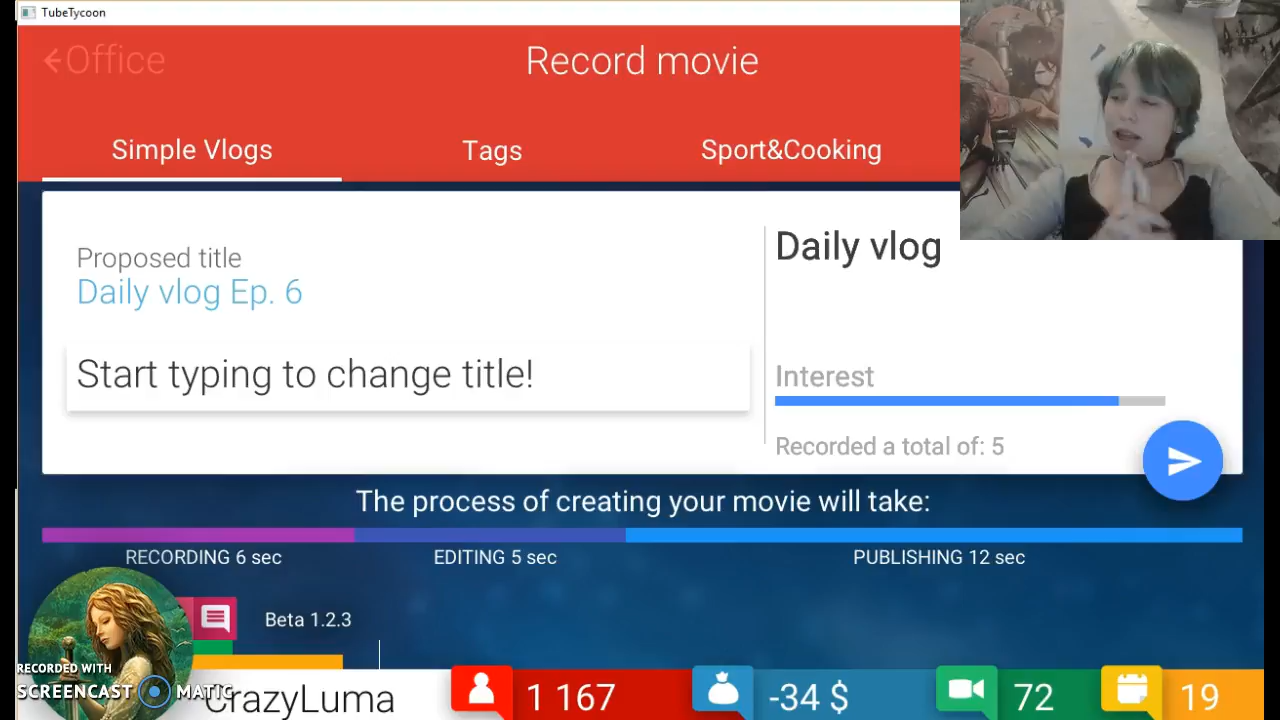 TubeTycoon
Office
Record movie
Simple Vlogs
Tags
Sport&Cooking
Proposed title
Daily vlog Ep. 6
Start typing to change title!
Daily vlog
Interest
Recorded a total of: 5
The process of creating your movie will take:
RECORDING 6 sec
EDITING 5 sec
PUBLISHING 12 sec
Beta 1.2.3
RECORDED WITH
SCREENCAST MATIC
CrazyLuma
1 167
-34 $
72
19